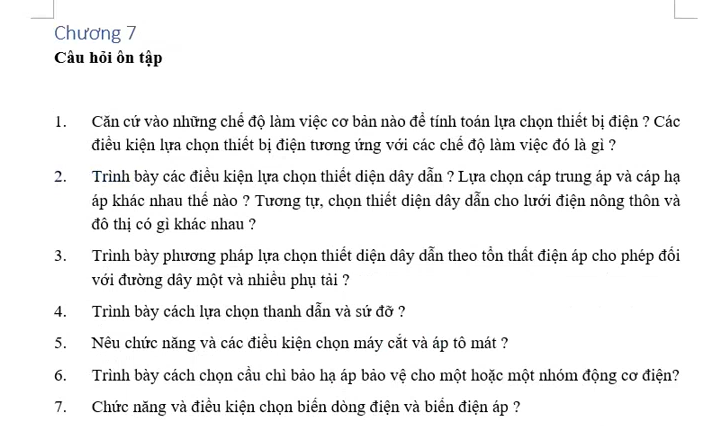 Chương 7
Câu hỏi ôn tập
1. Căn cứ vào những chế độ làm việc cơ bản nào để tính toán lựa chọn thiết bị điện ? Các
điều kiện lựa chọn thiết bị điện tương ứng với các chế độ làm việc đó là gì ?
2. Trình bày các điều kiện lựa chọn thiết diện dây dẫn ? Lựa chọn cáp trung áp và cáp hạ
áp khác nhau thế nào ? Tương tự, chọn thiết diện dây dẫn cho lưới điện nông thôn và
đô thị có gì khác nhau ?
3. Trình bày phương pháp lựa chọn thiết diện dây dẫn theo tổn thất điện áp cho phép đối
với đường dây một và nhiều phụ tải ?
4. Trình bày cách lựa chọn thanh dẫn và sứ đỡ ?
5. Nêu chức năng và các điều kiện chọn máy cắt và áp tô mát ?
6. Trình bày cách chọn cầu chì bảo hạ áp bảo vệ cho một hoặc một nhóm động cơ điện?
7. Chức năng và điều kiện chọn biến dòng điện và biến điện áp ?